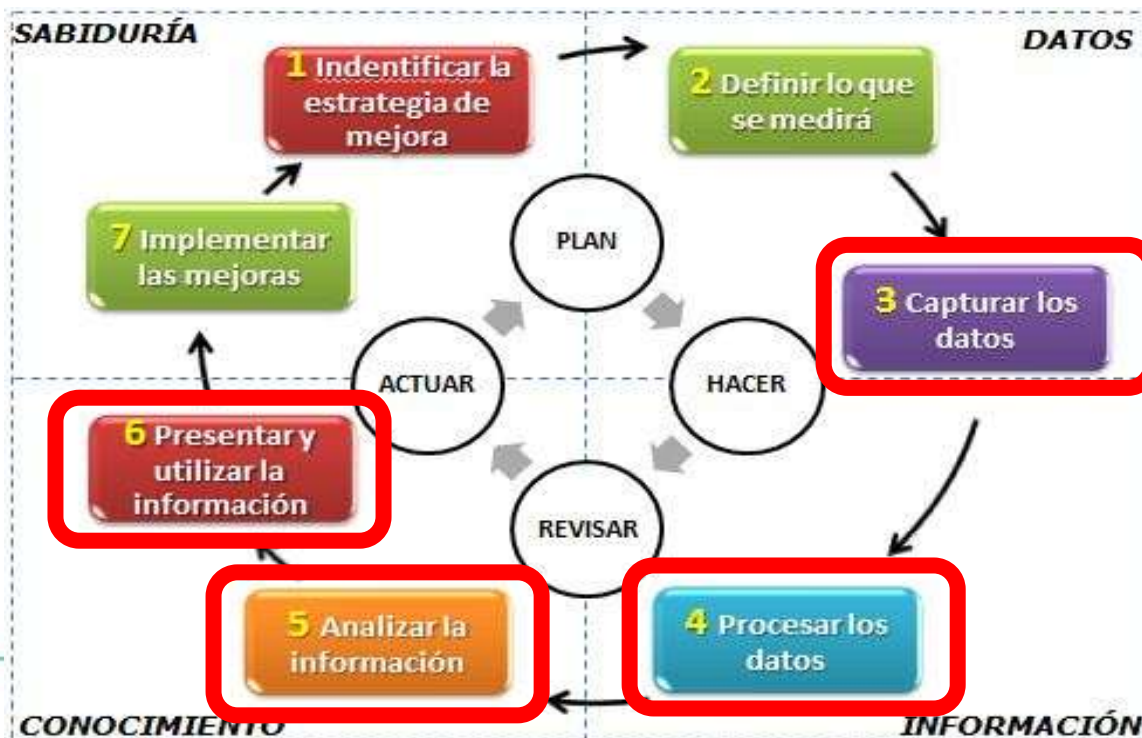 SABIDURÍA
DATOS
1 Indentificar la
estrategia de
mejora
2 Definir lo que
se medirá
3 Capturar los
datos
4 Procesar los
datos
5 Analizar la
información
6 Presentar y
utilizar la
información
7 Implementar
las mejoras
PLAN
HACER
REVISAR
ACTUAR
CONOCIMIENTO
INFORMACIÓN